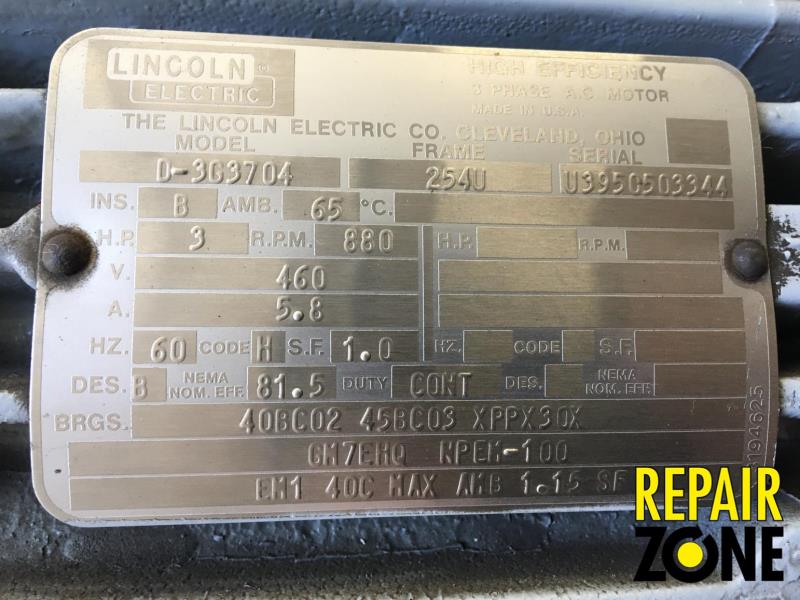 LINCOLN
ELECTRIC
HIGH EFFICIENCY
3 PHASE A.C MOTOR
MADE IN U.S.A.
THE LINCOLN ELECTRIC CO. CLEVELAND, OHIO
MODEL FRAME SERIAL
D-3G3704 254U U3950503344
INS. B AMB. 65 °C.
H.P. 3 R.P.M. 880 H.P. R.P.M.
V. 460
A. 5.8
HZ. 60 CODE H S.F. 1.0 HZ. CODE S.F.
DES. B NEMA NOM. EFF. 81.5 DUTY CONT DES. NEMA NOM. EFF.
BRGS. 40BC02 45BC03 XPPX30X
GM7EHQ NPEM-100
EM1 40C MAX AMB 1.15 SF
194625
REPAIR
ZONE